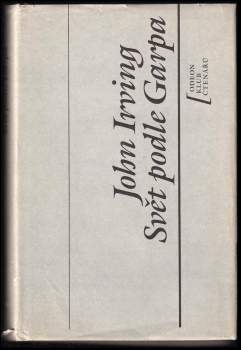 John Irving
Svět podle Garpa
ODEON
KLUB
ČTENÁŘŮ